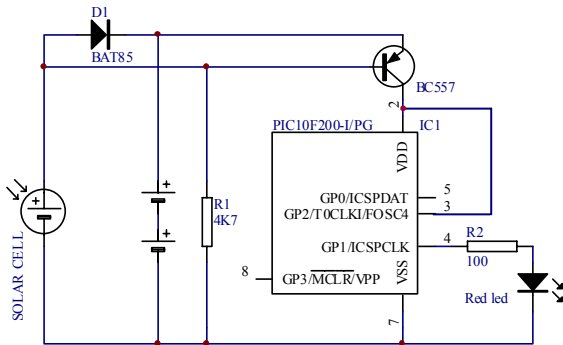 D1
BAT85
BC557
2
PIC10F200-I/PG
IC1
VDD
GP0/ICSPDAT
5
GP2/T0CLKI/FOSC4
3
R1
4K7
GP1/ICSPCLK
4
R2
100
8
GP3/MCLR/VPP
VSS
Red led
7
SOLAR CELL
+
+
+